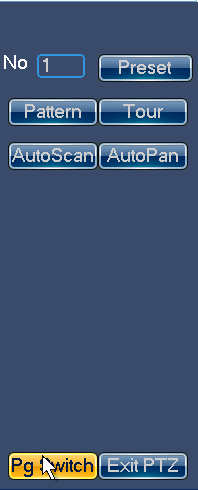 No 1 Preset
Pattern Tour
AutoScan AutoPan
Pg Switch Exit PTZ